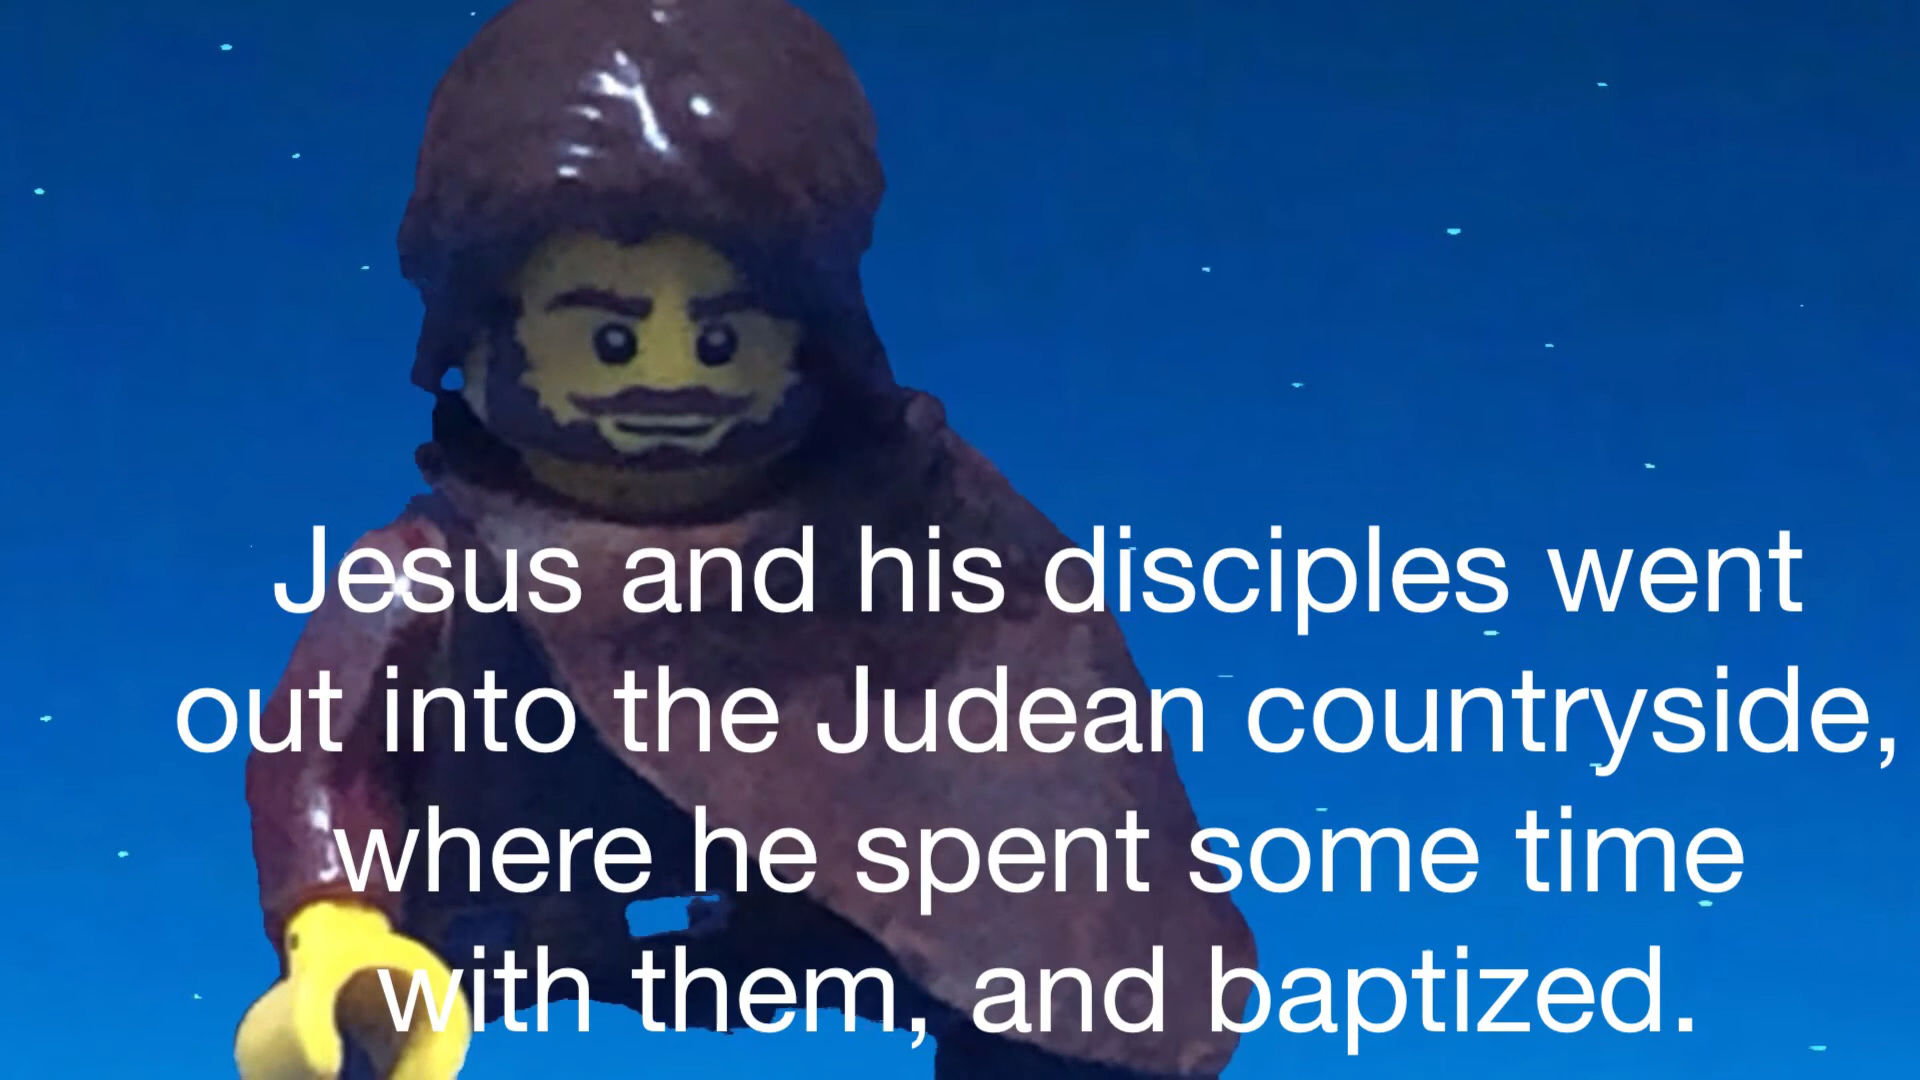 Jesus and his disciples went
out into the Judean countryside,
where he spent some time
with them, and baptized.